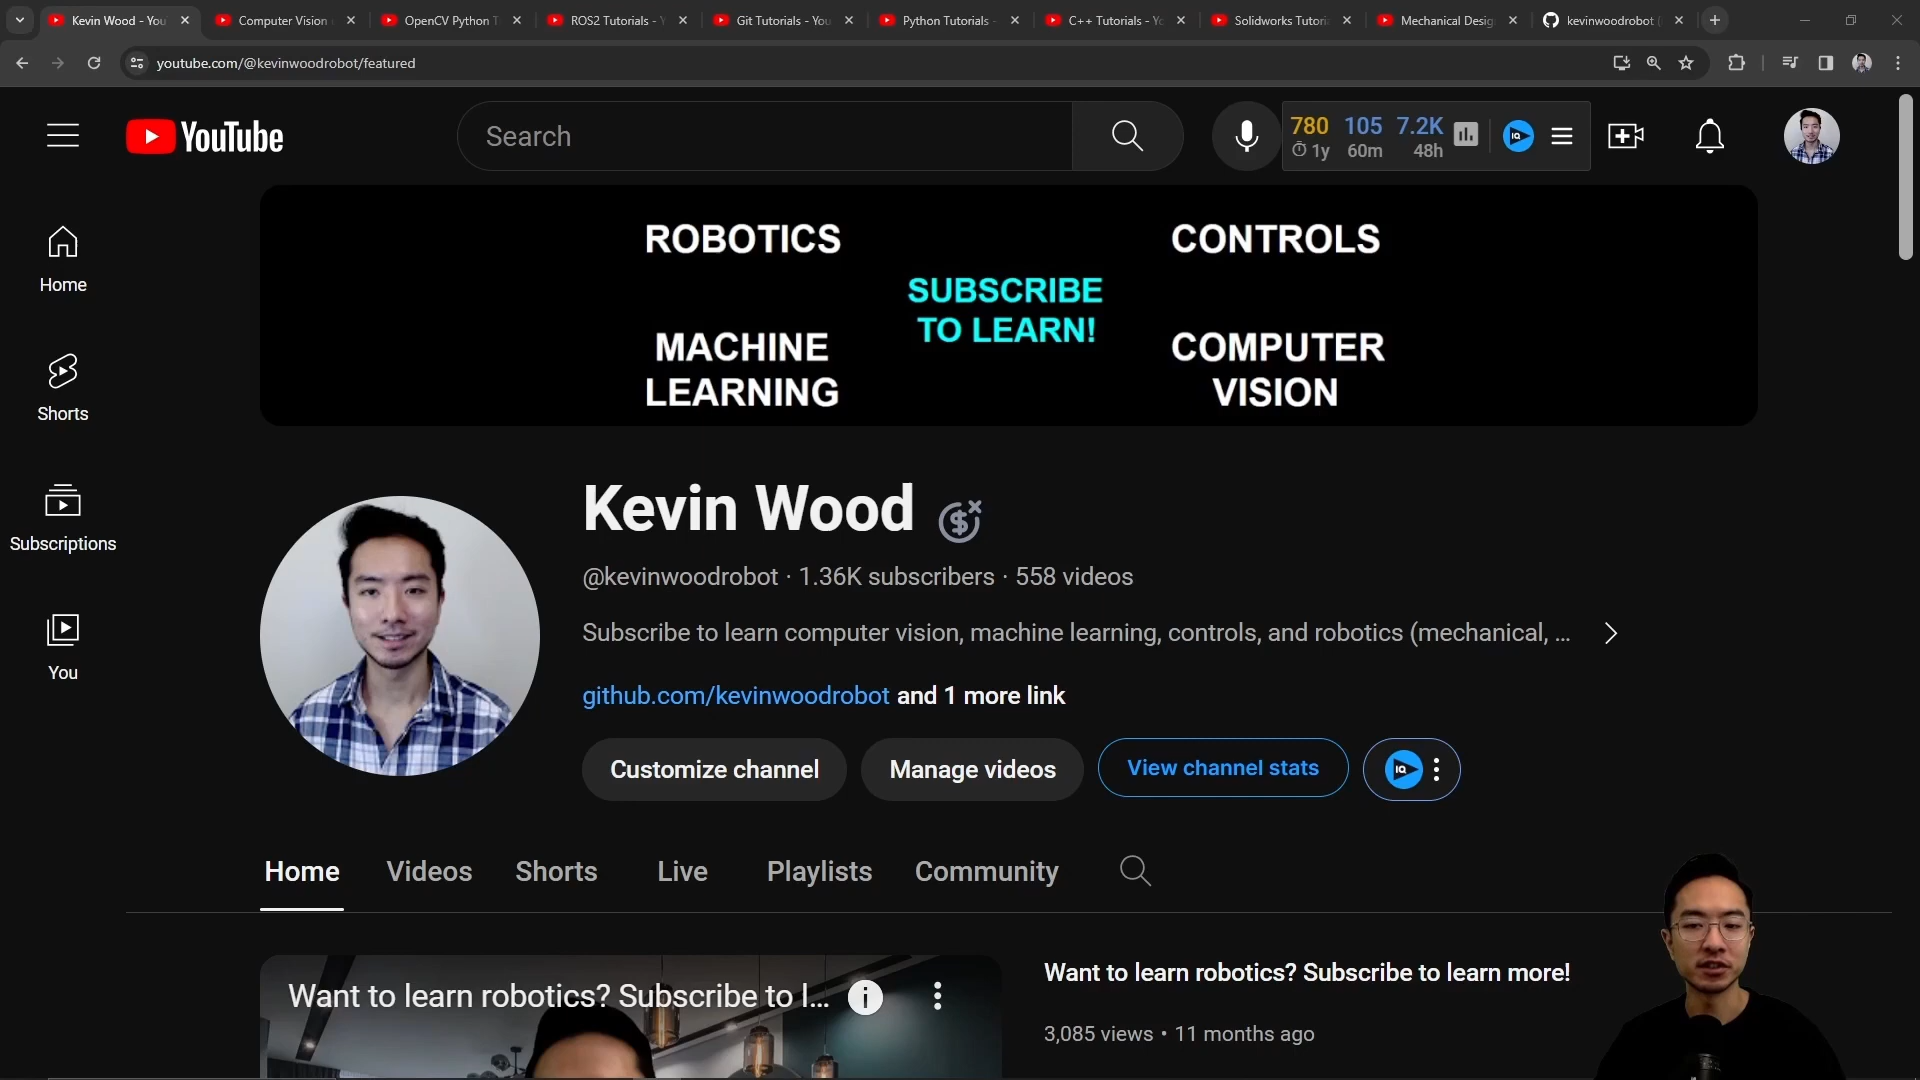 Kevin Wood - You
Computer Vision
OpenCV Python T
ROS2 Tutorials - Y
Git Tutorials - You
Python Tutorials -
C++ Tutorials - Yo
Solidworks Tutori
Mechanical Desig
kevinwoodrobot (
youtube.com/@kevinwoodrobot/featured
YouTube
Search
780 105 7.2K
1y 60m 48h
IQ
ROBOTICS
CONTROLS
SUBSCRIBE
TO LEARN!
MACHINE
LEARNING
COMPUTER
VISION
Home
Shorts
Subscriptions
You
Kevin Wood
@kevinwoodrobot · 1.36K subscribers · 558 videos
Subscribe to learn computer vision, machine learning, controls, and robotics (mechanical, ...
github.com/kevinwoodrobot and 1 more link
Customize channel
Manage videos
View channel stats
IQ
Home Videos Shorts Live Playlists Community
Want to learn robotics? Subscribe to l...
Want to learn robotics? Subscribe to learn more!
3,085 views • 11 months ago